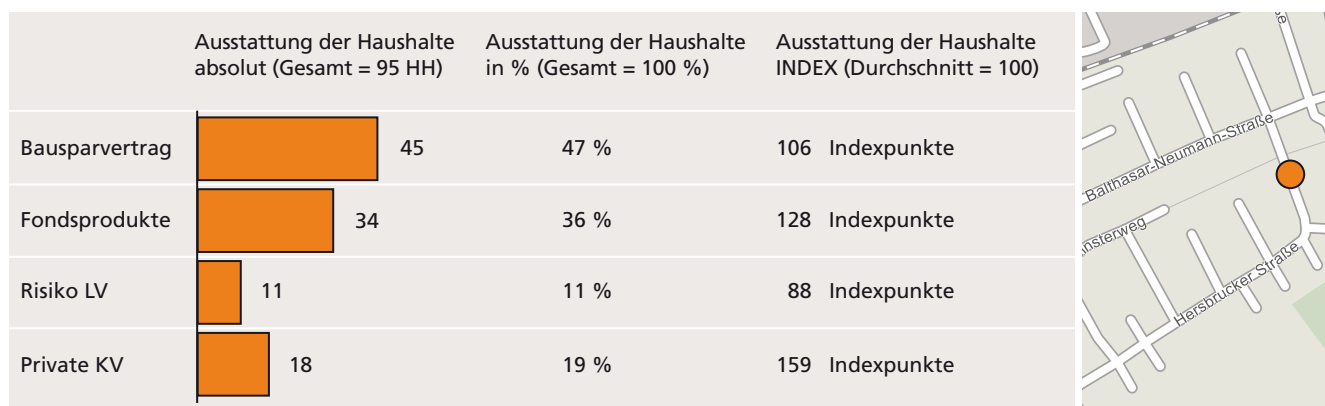 Ausstattung der Haushalte absolut (Gesamt = 95 HH)
Ausstattung der Haushalte in % (Gesamt = 100 %)
Ausstattung der Haushalte INDEX (Durchschnitt = 100)
Bausparvertrag 45 47 % 106 Indexpunkte
Fondsprodukte 34 36 % 128 Indexpunkte
Risiko LV 11 11 % 88 Indexpunkte
Private KV 18 19 % 159 Indexpunkte
Balthasar-Neumann-Straße
nsterweg
Hersbrucker Straße